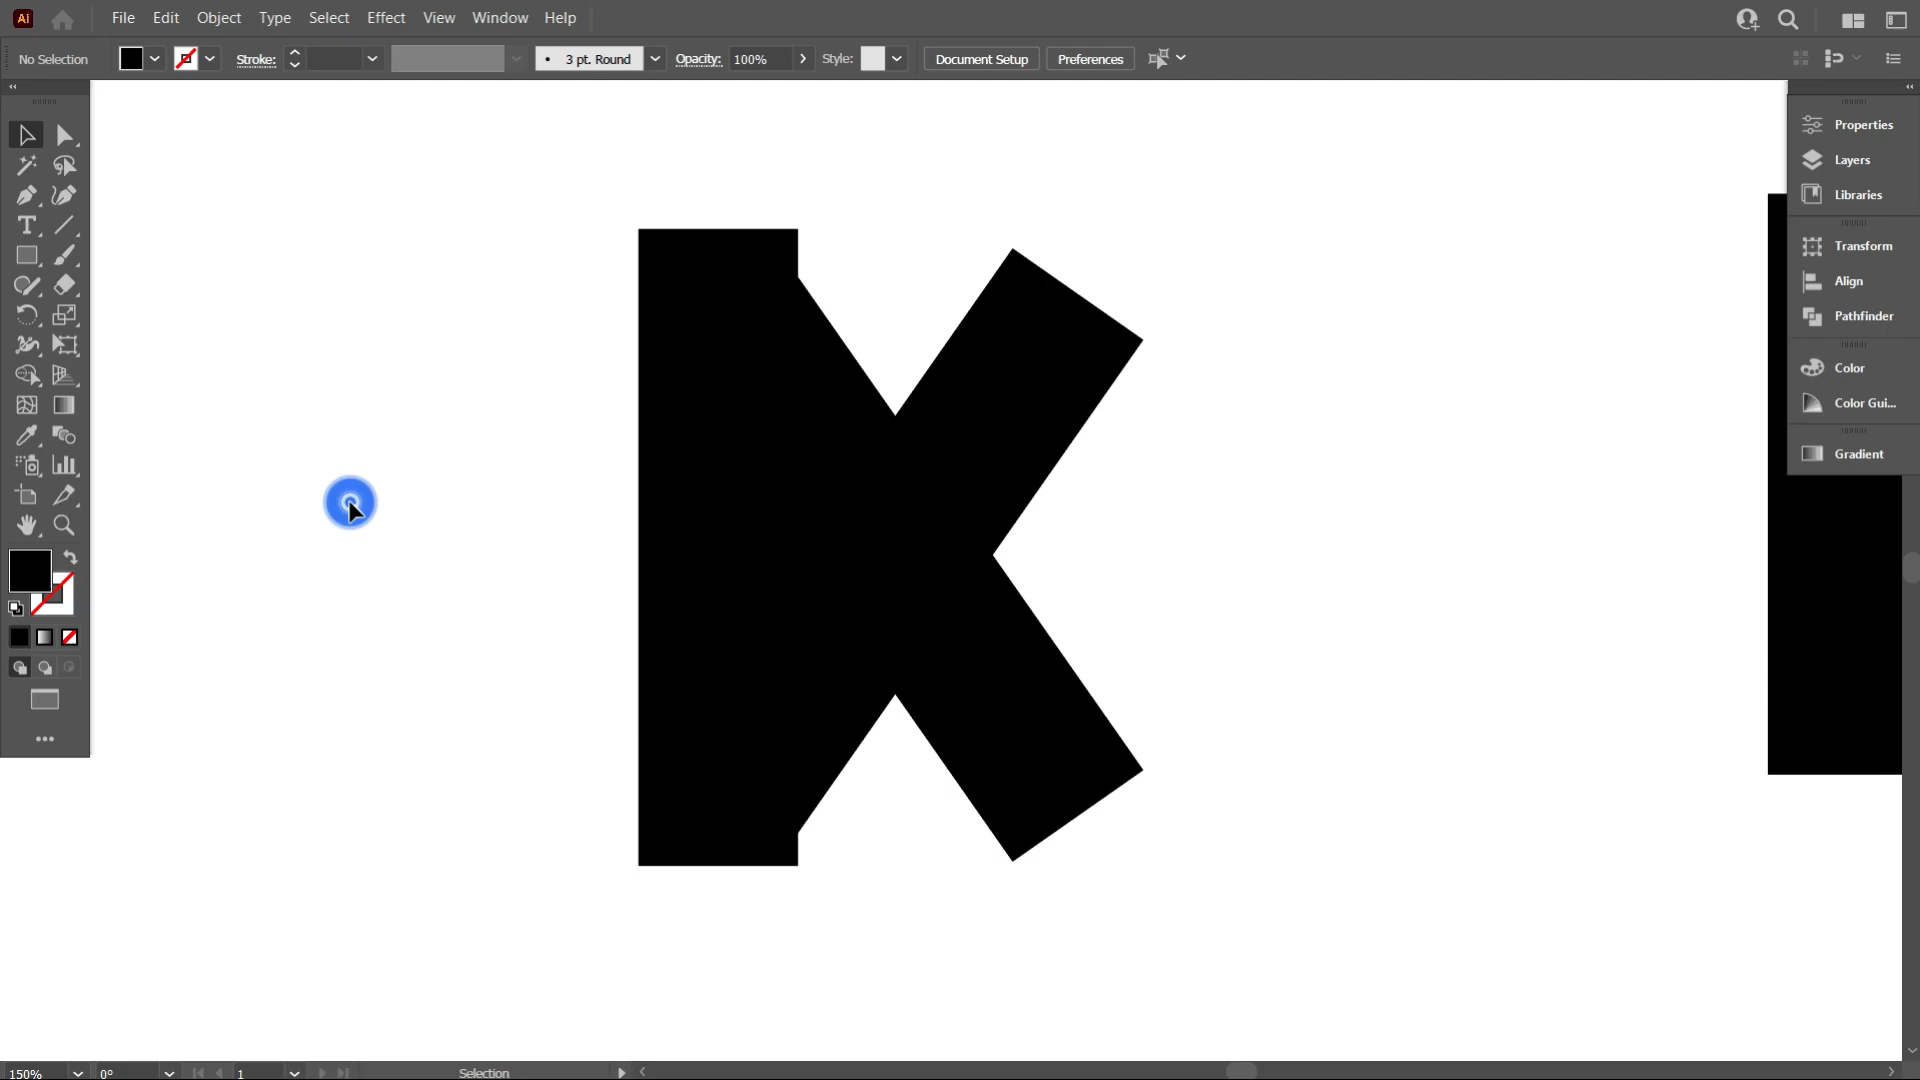 Ai File Edit Object Type Select Effect View Window Help
No Selection Stroke: 3 pt. Round Opacity: 100% Style: Document Setup Preferences
Properties
Layers
Libraries
Transform
Align
Pathfinder
Color
Color Gui...
Gradient
K
150% 0° 1 Selection